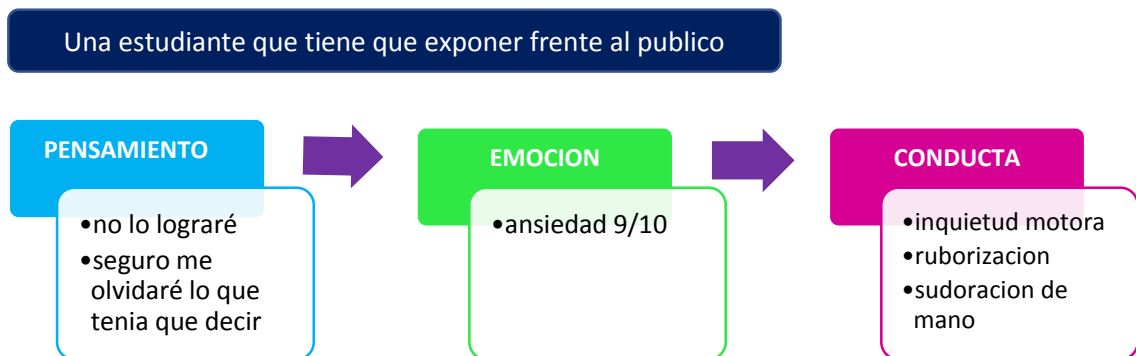 Una estudiante que tiene que exponer frente al publico
PENSAMIENTO
•no lo lograré
•seguro me
olvidaré lo que
tenia que decir
EMOCION
•ansiedad 9/10
CONDUCTA
•inquietud motora
•ruborizacion
•sudoracion de
mano